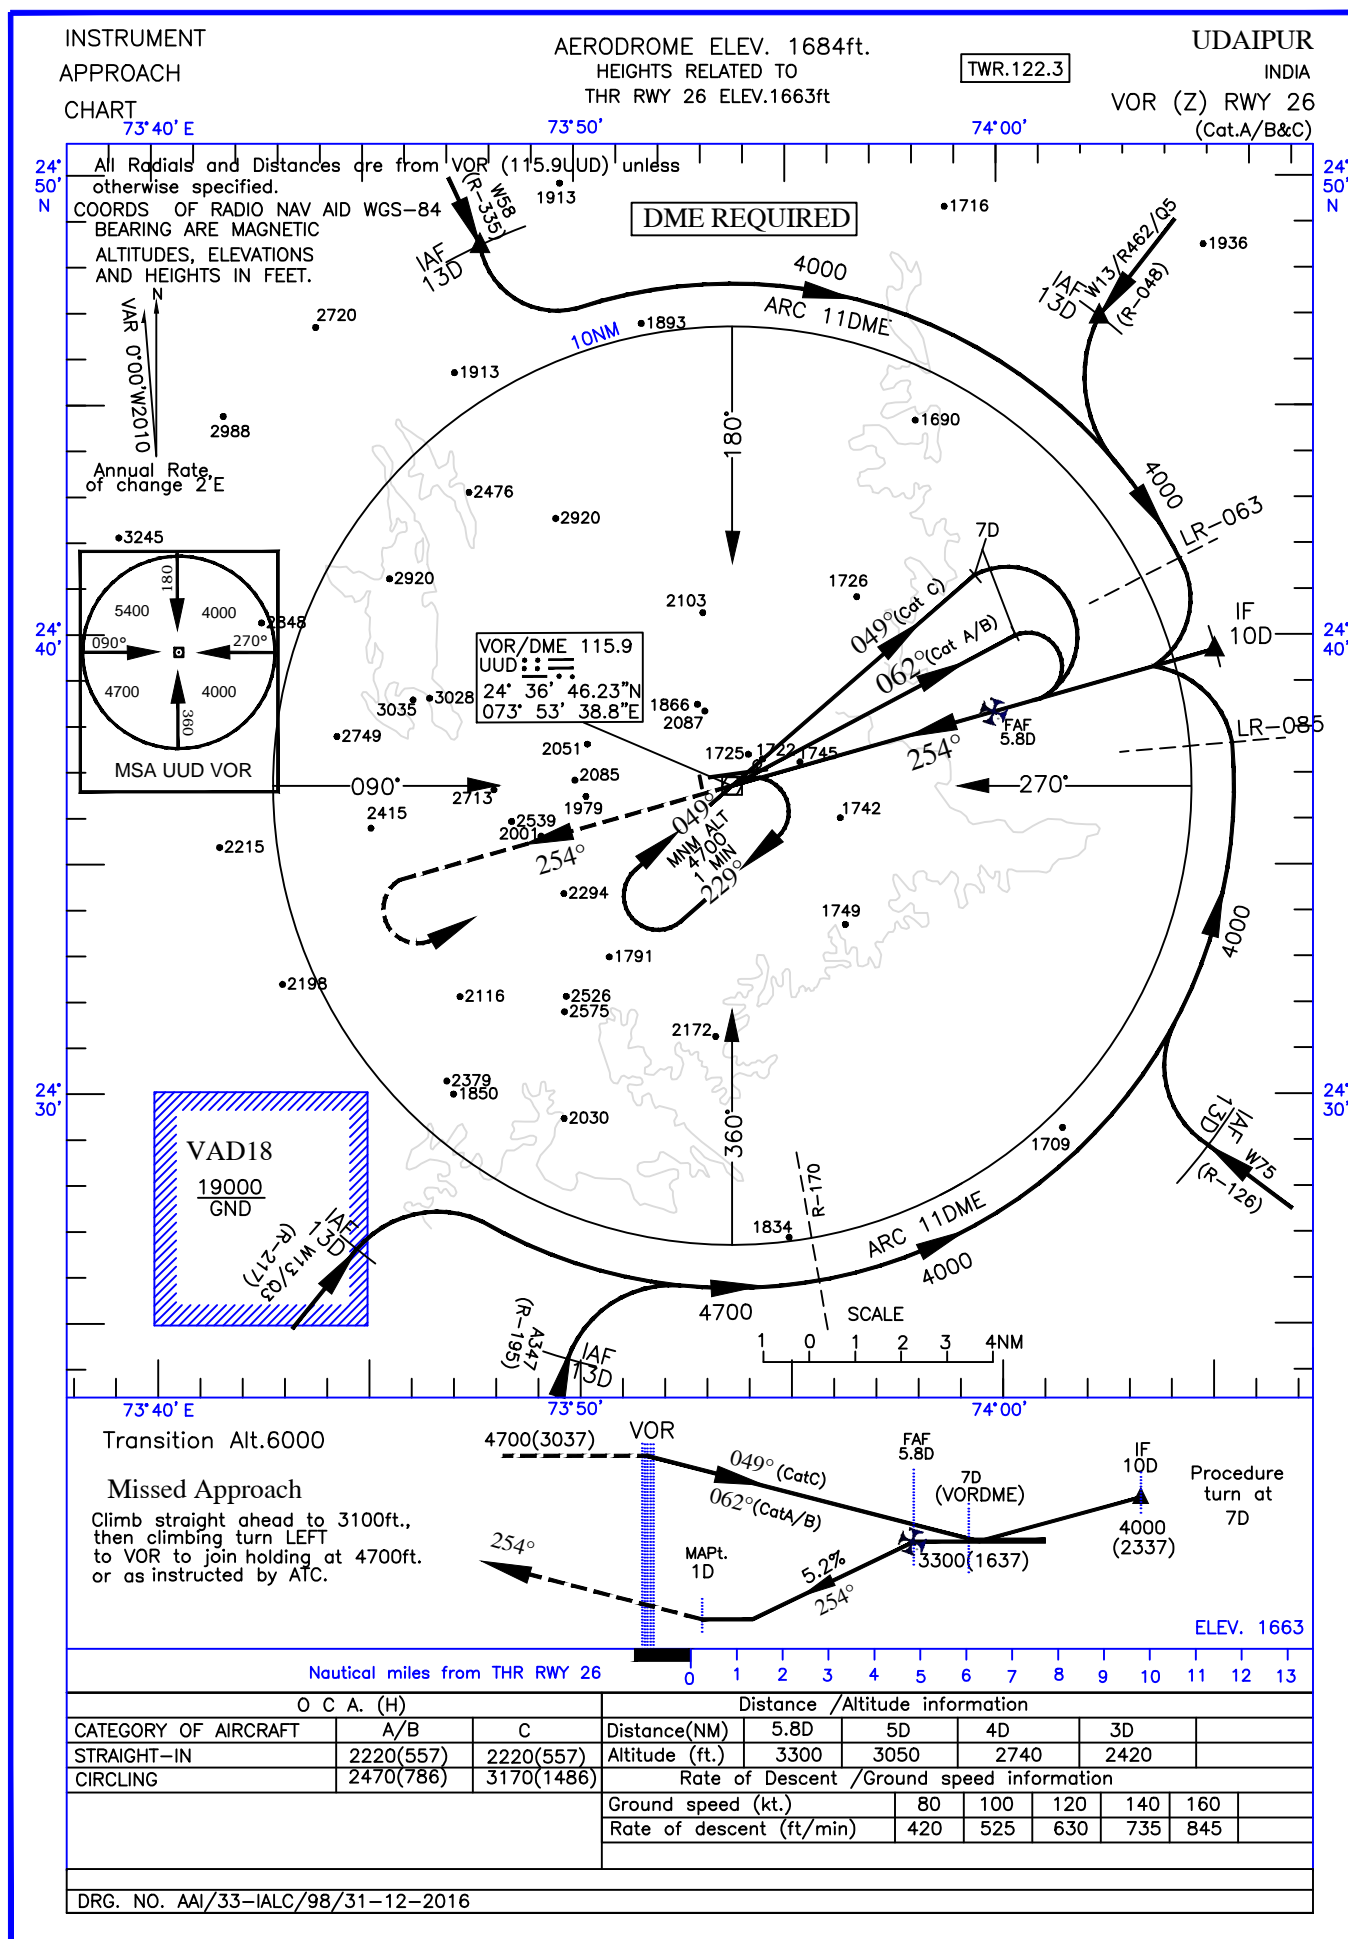 INSTRUMENT
APPROACH
CHART
AERODROME ELEV. 1684ft.
HEIGHTS RELATED TO
THR RWY 26 ELEV.1663ft
TWR.122.3
UDAIPUR
INDIA
VOR (Z) RWY 26
(Cat.A/B&C)
73°40' E
73°50'
74°00'
24°
50'
N
24°
50'
N
All Radials and Distances are from VOR (115.9UUD) unless
otherwise specified.
COORDS OF RADIO NAV AID WGS-84
BEARING ARE MAGNETIC
ALTITUDES, ELEVATIONS
AND HEIGHTS IN FEET.
N
VAR 0°00'W2010
Annual Rate
of change 2'E
DME REQUIRED
W58
(R-335)
IAF
13D
W13/R462/Q5
(R-048)
IAF
13D
1913
1716
1936
4000
ARC 11DME
10NM
2720
1893
1913
2988
1690
180°
2476
2920
4000
LR-063
3245
7D
2920
1726
2103
2848
5400
4000
4700
4000
180
090°
270°
360
MSA UUD VOR
049°(Cat C)
062°(Cat A/B)
IF
10D
24°
40'
24°
40'
VOR/DME 115.9
UUD
24° 36' 46.23"N
073° 53' 38.8"E
3028
3035
1866
2087
FAF
5.8D
LR-085
2749
2051
1725
1722
1745
254°
090°
2085
270°
2713
1979
2415
2539
2001
1742
2215
254°
049°
MNM ALT
4700
1 MIN
229°
2294
1749
4000
1791
2198
2116
2526
2575
2172
2379
1850
2030
360°
1709
24°
30'
24°
30'
IAF
13D
W75
(R-126)
VAD18
19000
GND
IAF
13D
W13/Q3
(R-217)
R-170
1834
ARC 11DME
4000
4700
A347
(R-195)
IAF
13D
SCALE
1 0 1 2 3 4NM
73°40' E
73°50'
74°00'
Transition Alt.6000
Missed Approach
Climb straight ahead to 3100ft.,
then climbing turn LEFT
to VOR to join holding at 4700ft.
or as instructed by ATC.
4700(3037)
VOR
049° (CatC)
062°(CatA/B)
FAF
5.8D
7D
(VORDME)
IF
10D
Procedure
turn at
7D
4000
(2337)
3300(1637)
254°
MAPt.
1D
5.2%
254°
ELEV. 1663
Nautical miles from THR RWY 26
0 1 2 3 4 5 6 7 8 9 10 11 12 13
O C A. (H)
Distance /Altitude information
CATEGORY OF AIRCRAFT A/B C
Distance(NM) 5.8D 5D 4D 3D
STRAIGHT-IN 2220(557) 2220(557)
Altitude (ft.) 3300 3050 2740 2420
CIRCLING 2470(786) 3170(1486)
Rate of Descent /Ground speed information
Ground speed (kt.) 80 100 120 140 160
Rate of descent (ft/min) 420 525 630 735 845
DRG. NO. AAI/33-IALC/98/31-12-2016